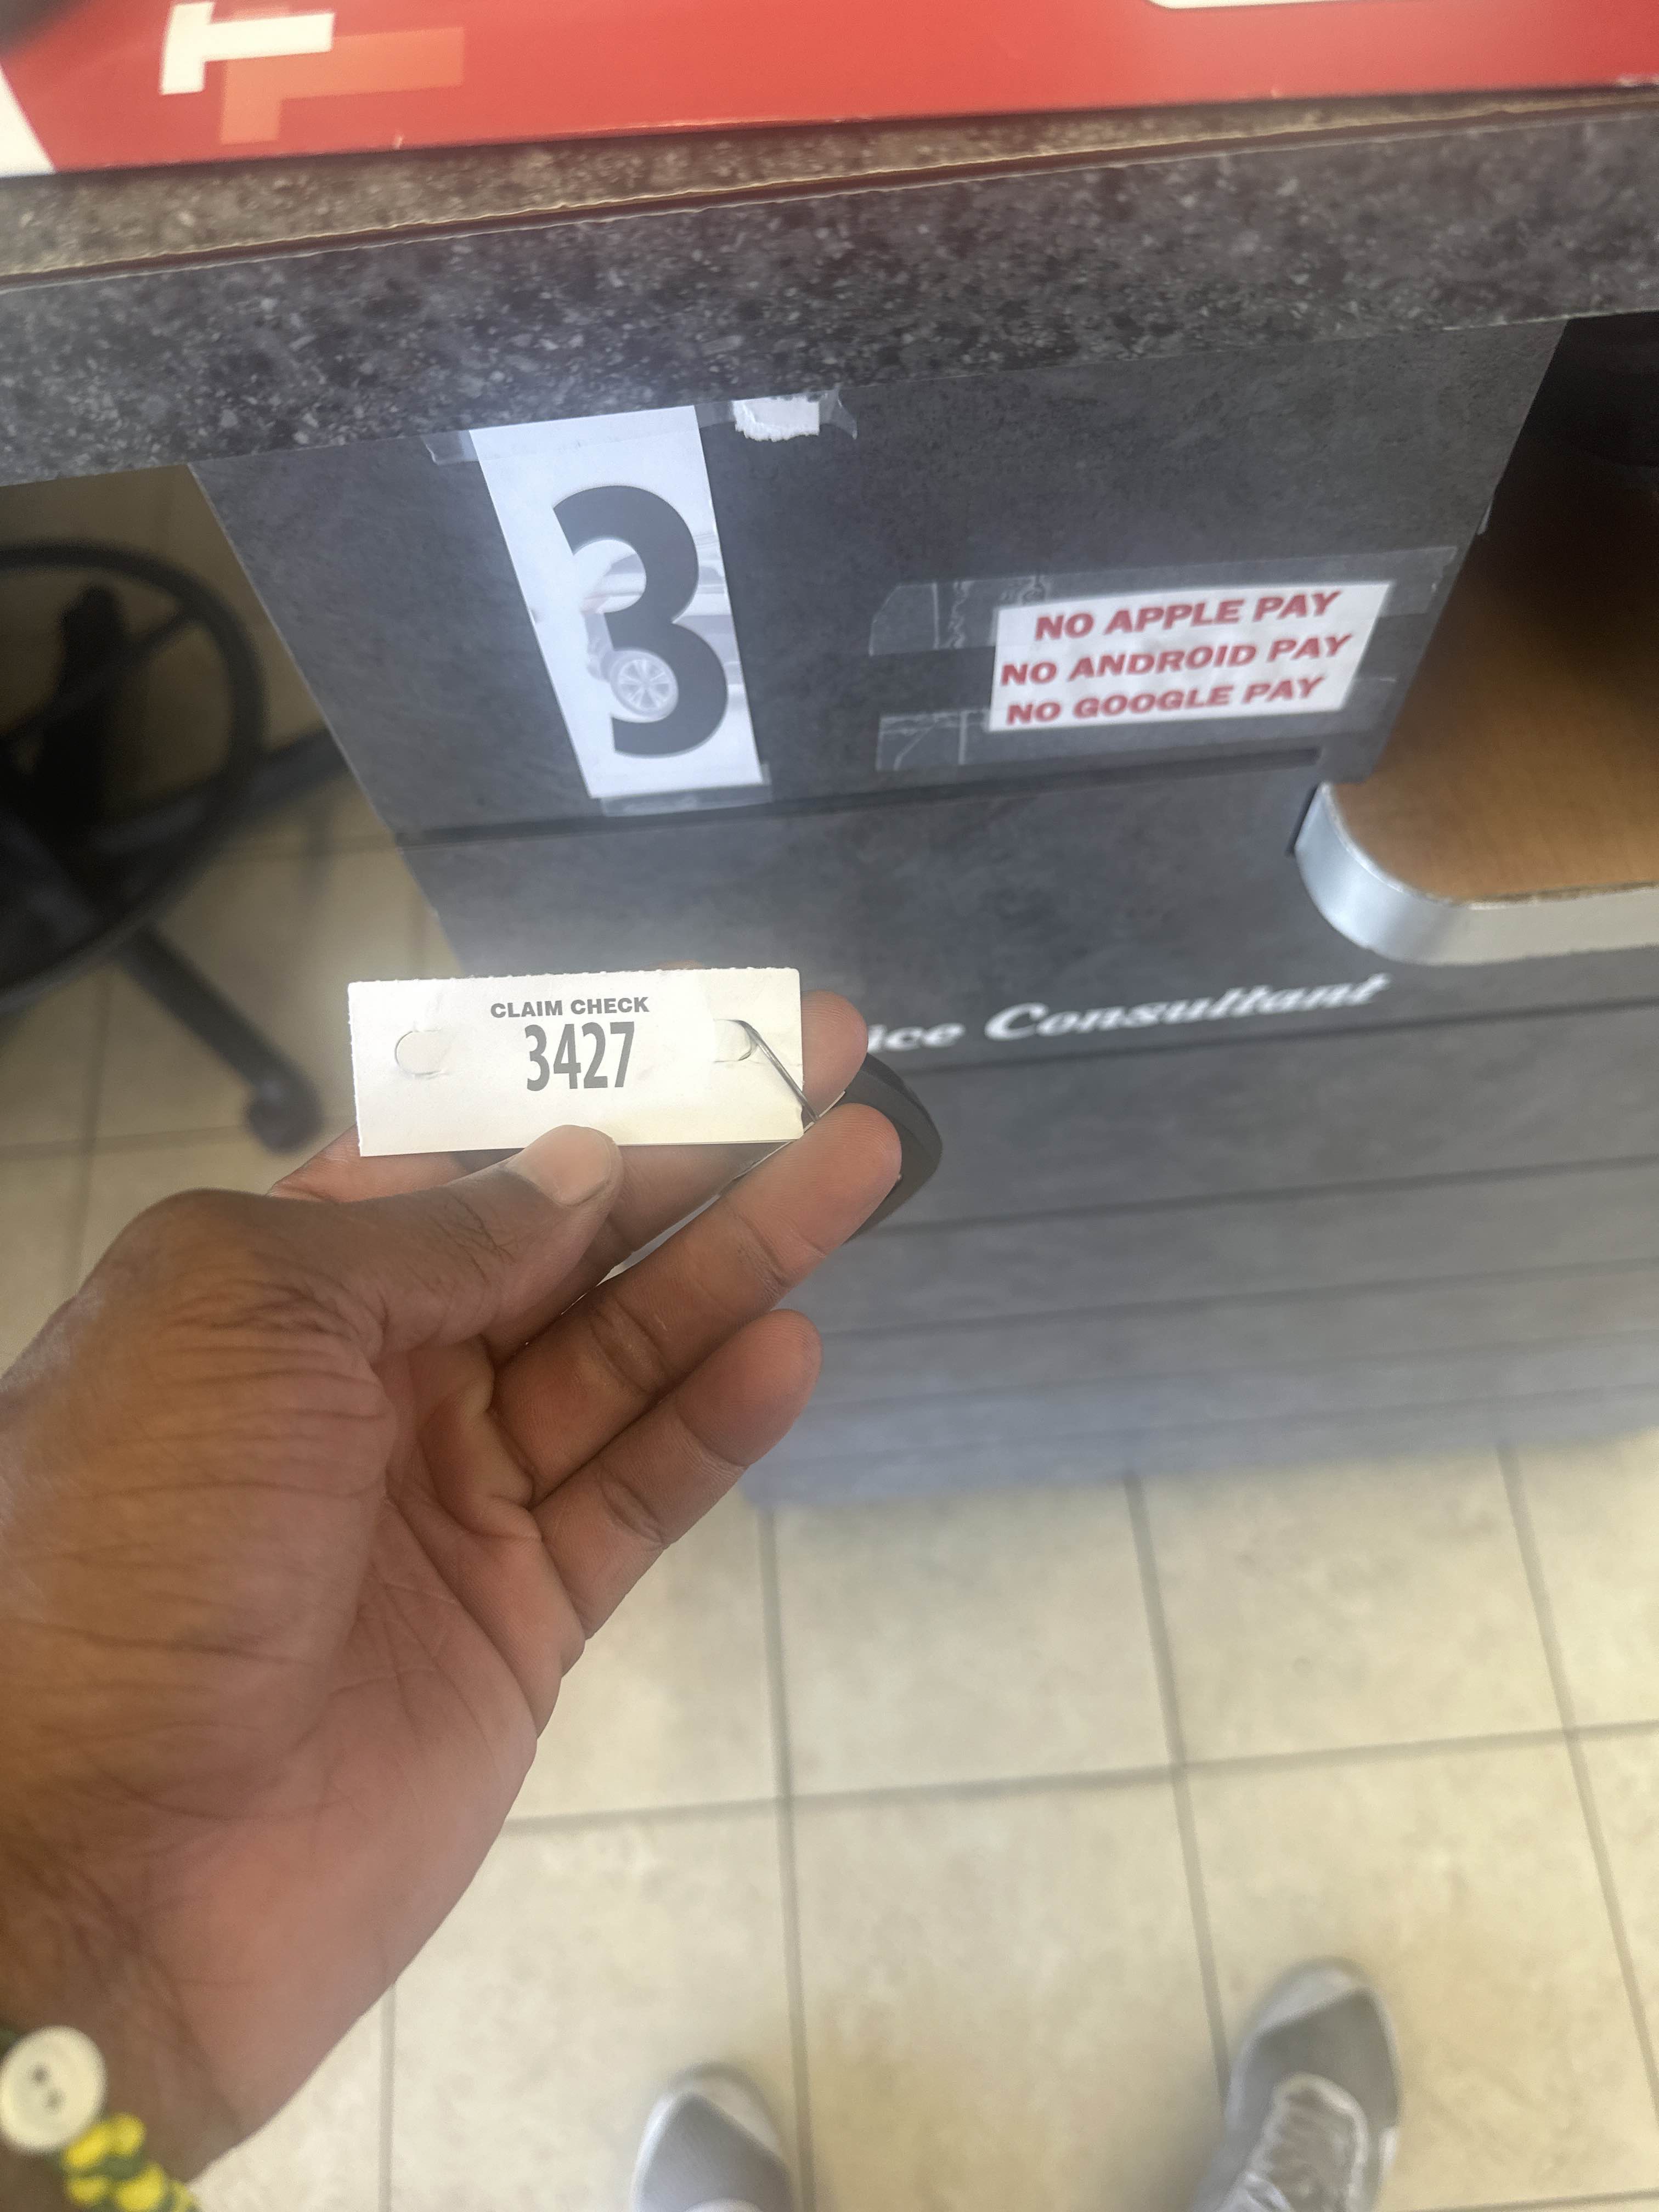 T
3
NO APPLE PAY
NO ANDROID PAY
NO GOOGLE PAY
CLAIM CHECK
3427
Consultant